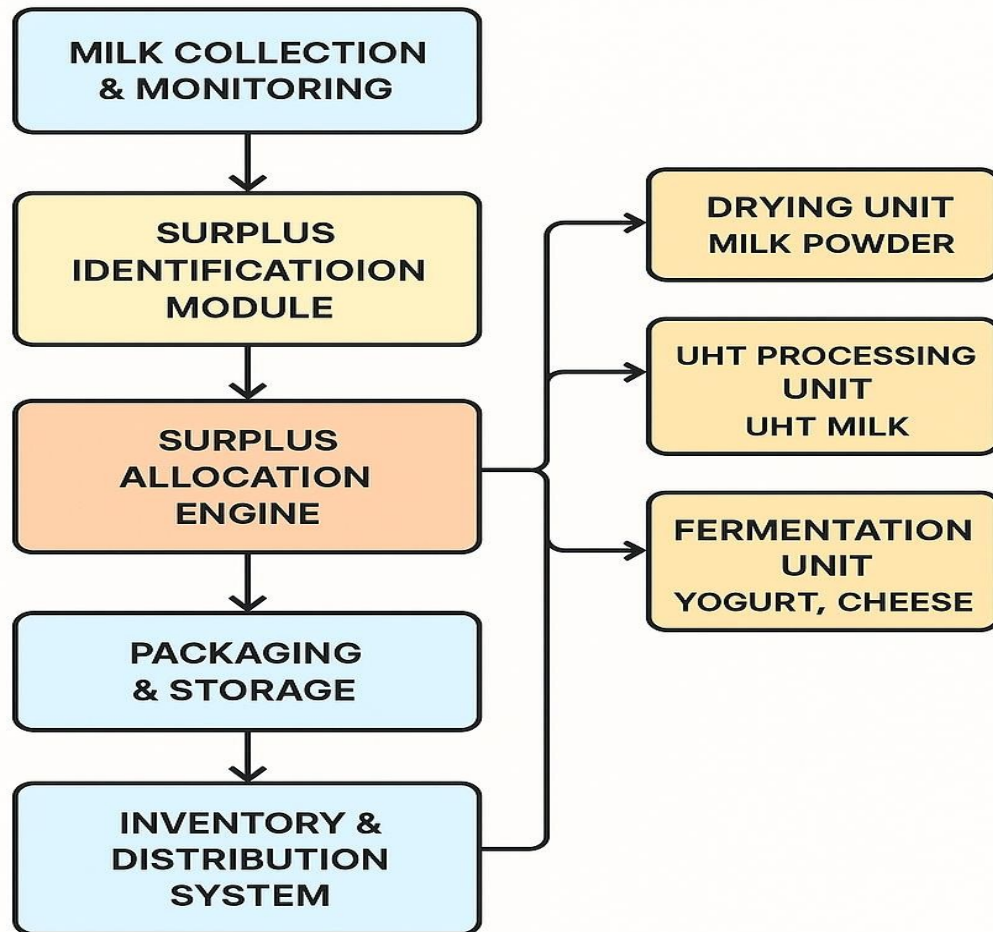 MILK COLLECTION
& MONITORING
SURPLUS
IDENTIFICATIOION
MODULE
SURPLUS
ALLOCATION
ENGINE
PACKAGING
& STORAGE
INVENTORY &
DISTRIBUTION
SYSTEM
DRYING UNIT
MILK POWDER
UHT PROCESSING
UNIT
UHT MILK
FERMENTATION
UNIT
YOGURT, CHEESE